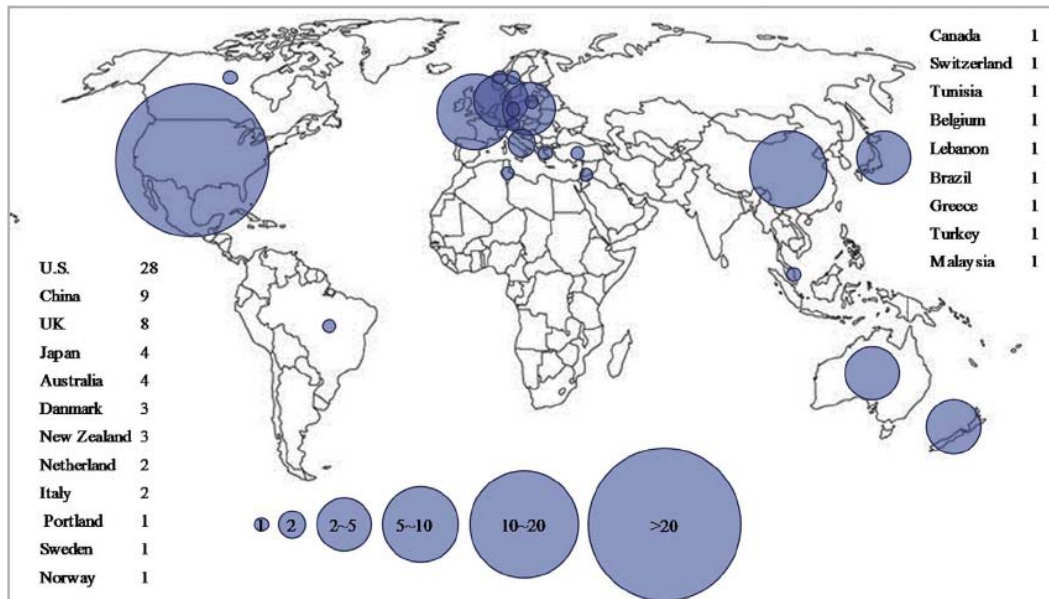 Canada 1
Switzerland 1
Tunisia 1
Belgium 1
Lebanon 1
Brazil 1
Greece 1
Turkey 1
Malaysia 1
U.S. 28
China 9
UK 8
Japan 4
Australia 4
Danmark 3
New Zealand 3
Netherland 2
Italy 2
Portland 1
Sweden 1
Norway 1
1 2 2~5 5~10 10~20 >20